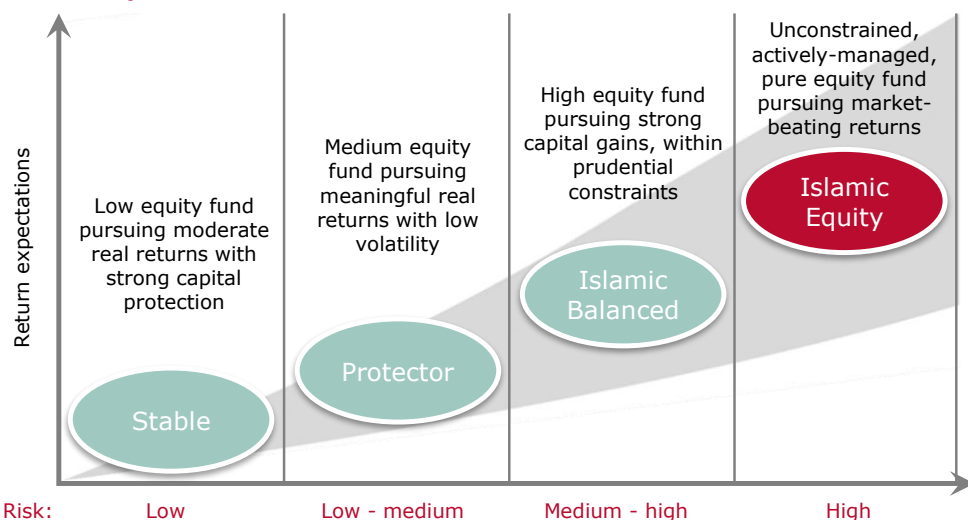 Return expectations
Low equity fund
pursuing moderate
real returns with
strong capital
protection
Stable
Medium equity
fund pursuing
meaningful real
returns with low
volatility
Protector
High equity fund
pursuing strong
capital gains, within
prudential
constraints
Islamic
Balanced
Unconstrained,
actively-managed,
pure equity fund
pursuing market-
beating returns
Islamic
Equity
Risk:
Low
Low - medium
Medium - high
High